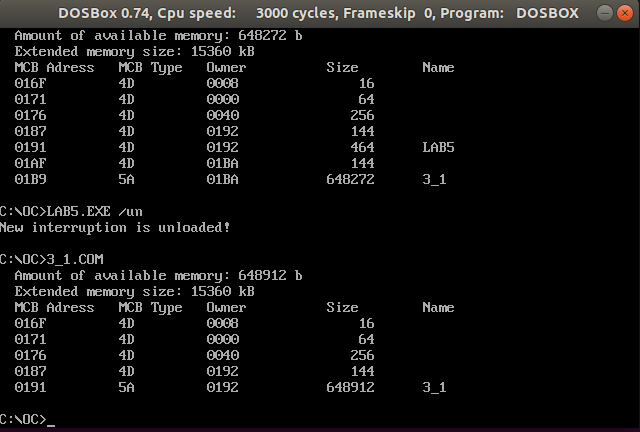 DOSBox 0.74, Cpu speed: 3000 cycles, Frameskip 0, Program: DOSBOX
Amount of available memory: 648272 b
Extended memory size: 15360 kB
MCB Adress MCB Type Owner Size Name
016F 4D 0008 16
0171 4D 0000 64
0176 4D 0040 256
0187 4D 0192 144
0191 4D 0192 464 LAB5
01AF 4D 01BA 144
01B9 5A 01BA 648272 3_1
C:\OC>LAB5.EXE /un
New interruption is unloaded!
C:\OC>3_1.COM
Amount of available memory: 648912 b
Extended memory size: 15360 kB
MCB Adress MCB Type Owner Size Name
016F 4D 0008 16
0171 4D 0000 64
0176 4D 0040 256
0187 4D 0192 144
0191 5A 0192 648912 3_1
C:\OC>_